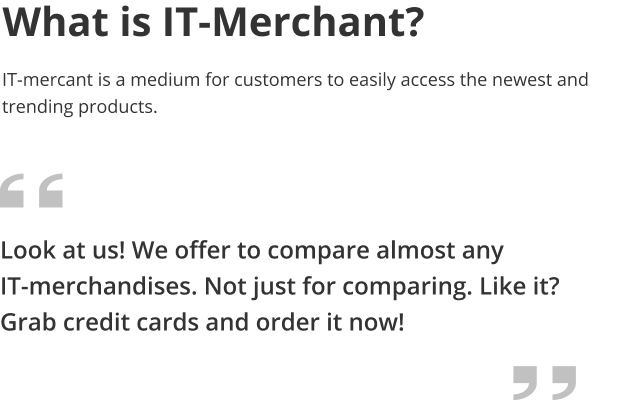 What is IT-Merchant?
IT-mercant is a medium for customers to easily access the newest and
trending products.
“
Look at us! We offer to compare almost any
IT-merchandises. Not just for comparing. Like it?
Grab credit cards and order it now!
”